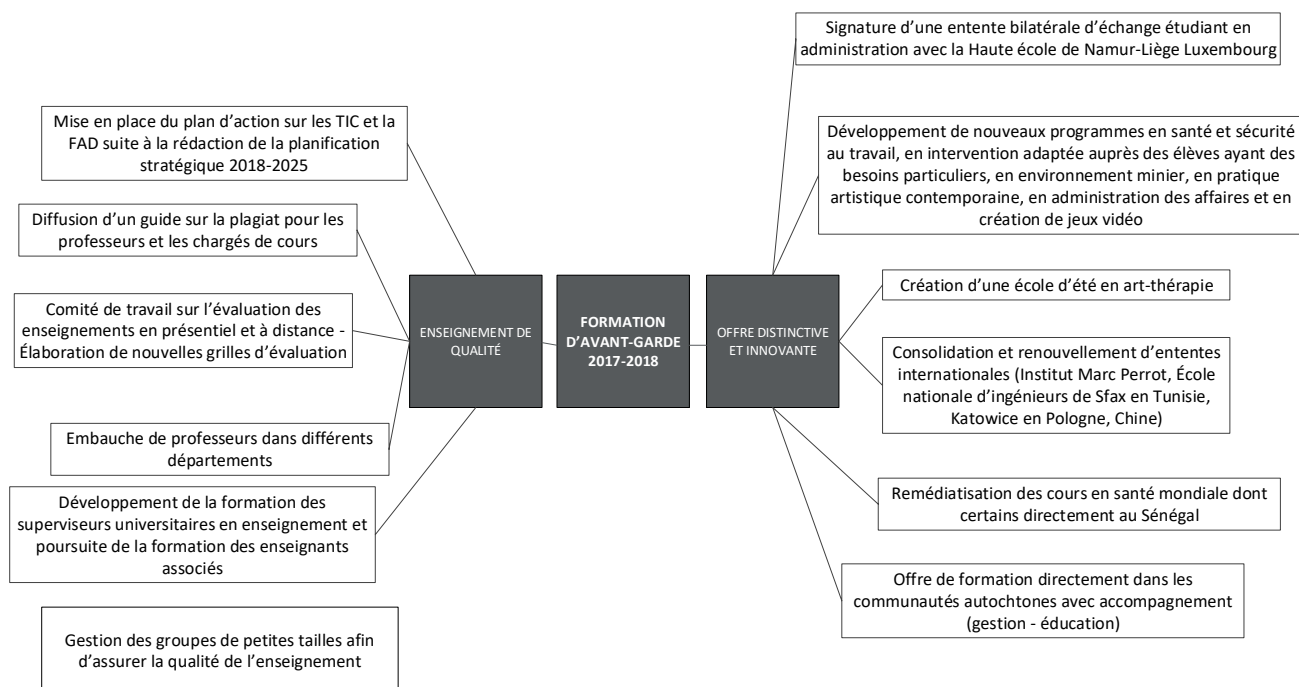 Mise en place du plan d'action sur les TIC et la
FAD suite à la rédaction de la planification
stratégique 2018-2025
Diffusion d'un guide sur la plagiat pour les
professeurs et les chargés de cours
Comité de travail sur l'évaluation des
enseignements en présentiel et à distance -
Élaboration de nouvelles grilles d'évaluation
Embauche de professeurs dans différents
départements
Développement de la formation des
superviseurs universitaires en enseignement et
poursuite de la formation des enseignants
associés
Gestion des groupes de petites tailles afin
d'assurer la qualité de l'enseignement
ENSEIGNEMENT DE
QUALITÉ
FORMATION
D'AVANT-GARDE
2017-2018
OFFRE DISTINCTIVE
ET INNOVANTE
Signature d'une entente bilatérale d'échange étudiant en
administration avec la Haute école de Namur-Liège Luxembourg
Développement de nouveaux programmes en santé et sécurité
au travail, en intervention adaptée auprès des élèves ayant des
besoins particuliers, en environnement minier, en pratique
artistique contemporaine, en administration des affaires et en
création de jeux vidéo
Création d'une école d'été en art-thérapie
Consolidation et renouvellement d'ententes
internationales (Institut Marc Perrot, École
nationale d'ingénieurs de Sfax en Tunisie,
Katowice en Pologne, Chine)
Remédiatisation des cours en santé mondiale dont
certains directement au Sénégal
Offre de formation directement dans les
communautés autochtones avec accompagnement
(gestion - éducation)